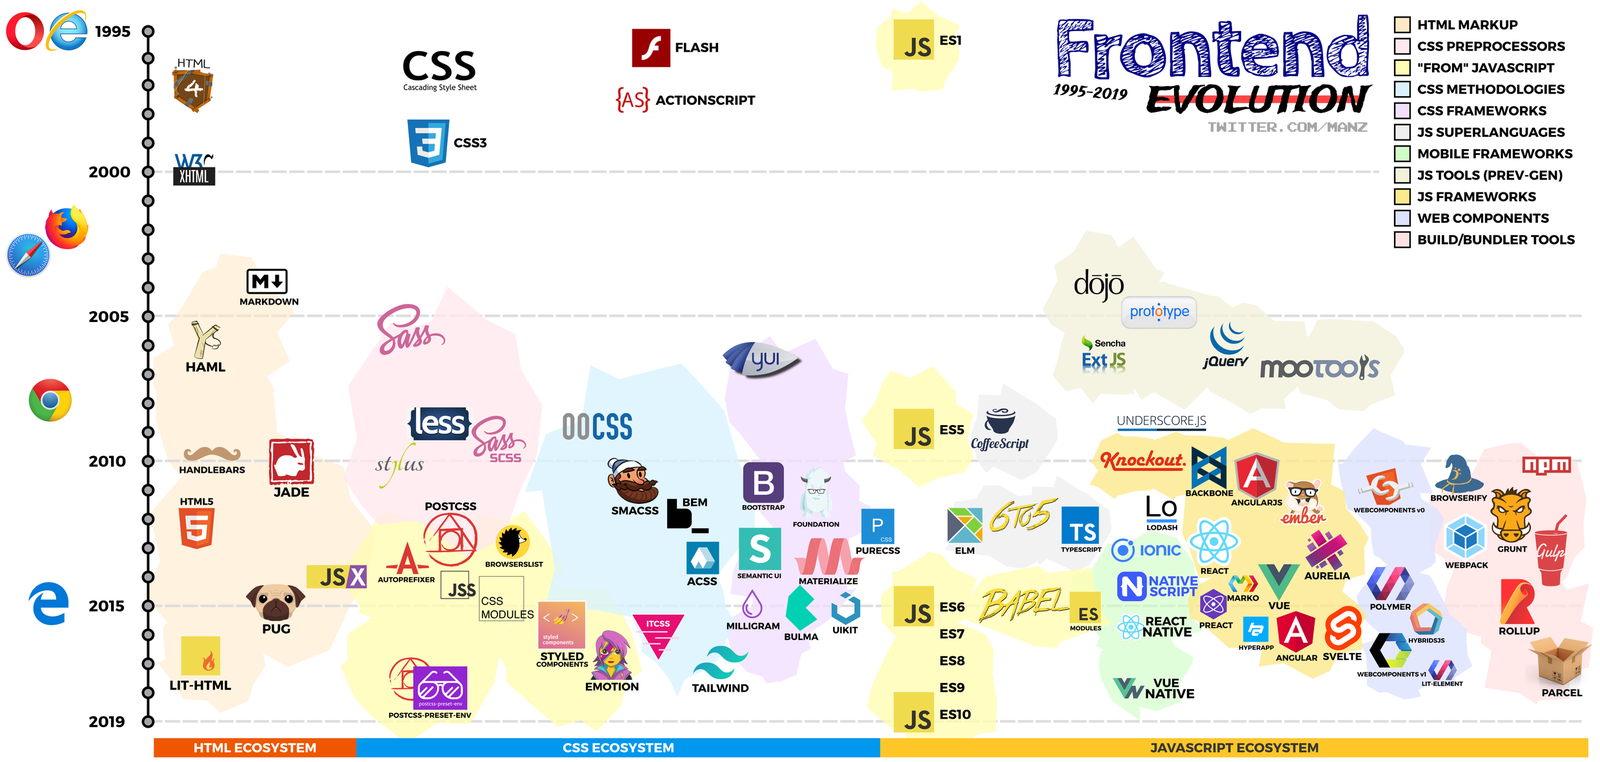 Frontend
1995-2019
EVOLUTION
TWITTER.COM/MANZ
HTML MARKUP
CSS PREPROCESSORS
"FROM" JAVASCRIPT
CSS METHODOLOGIES
CSS FRAMEWORKS
JS SUPERLANGUAGES
MOBILE FRAMEWORKS
JS TOOLS (PREV-GEN)
JS FRAMEWORKS
WEB COMPONENTS
BUILD/BUNDLER TOOLS
1995
2000
2005
2010
2015
2019
HTML
4
W3C
XHTML
M
MARKDOWN
HAML
HANDLEBARS
JADE
HTML5
5
JSX
PUG
LIT-HTML
CSS
Cascading Style Sheet
3
CSS3
FLASH
{AS} ACTIONSCRIPT
Sass
{less}
Sass
SCSS
stylus
POSTCSS
A
AUTOPREFIXER
BROWSERSLIST
JSS
CSS
MODULES
styled
components
STYLED
COMPONENTS
EMOTION
postcss-preset-env
POSTCSS-PRESET-ENV
OOCSS
SMACSS
BEM
b_
ACSS
ITCSS
TAILWIND
yui
B
BOOTSTRAP
FOUNDATION
P
CSS
PURECSS
S
SEMANTIC UI
MATERIALIZE
MILLIGRAM
BULMA
UIKIT
JS ES1
JS ES5
JS ES6
ES7
ES8
ES9
JS ES10
CoffeeScript
ELM
6to5
TS
TYPESCRIPT
BABEL
ES
MODULES
dōjō
prototype
Sencha
Ext JS
jQuery
mootools
UNDERSCORE.JS
Knockout.
BACKBONE
A
ANGULARJS
ember
Lo
LODASH
IONIC
N NATIVE
SCRIPT
REACT
NATIVE
VUE
NATIVE
REACT
AURELIA
MARKO
VUE
PREACT
HYPERAPP
A
ANGULAR
SVELTE
WEBCOMPONENTS v0
POLYMER
HYBRIDSJS
WEBCOMPONENTS v1
LIT-ELEMENT
BROWSERIFY
npm
WEBPACK
GRUNT
Gulp
ROLLUP
PARCEL
HTML ECOSYSTEM
CSS ECOSYSTEM
JAVASCRIPT ECOSYSTEM